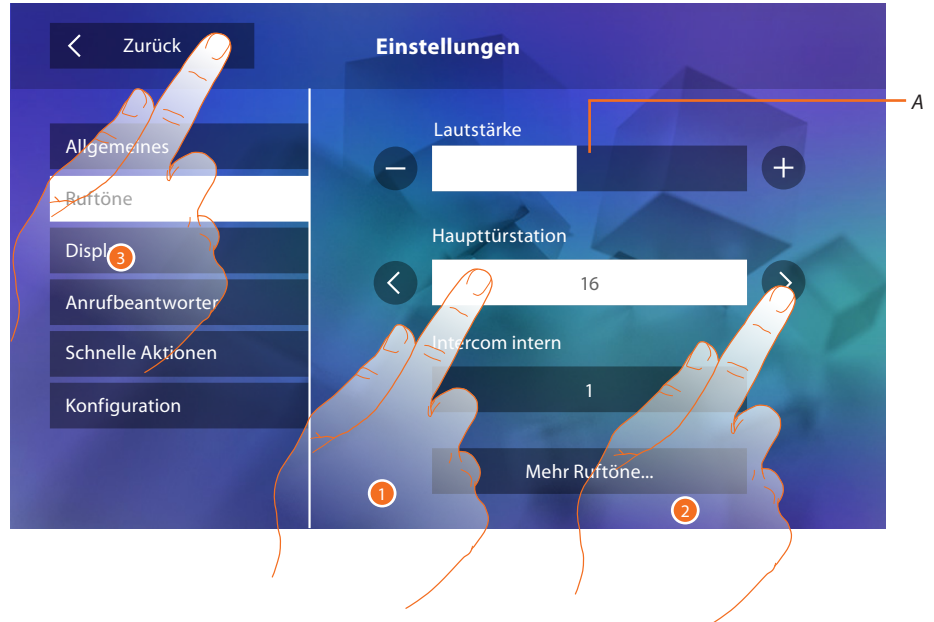 Zurück
Einstellungen
A
Allgemeines
Ruftöne
Displ
3
Anrufbeantworter
Schnelle Aktionen
Konfiguration
Lautstärke
Haupttürstation
16
Intercom intern
1
Mehr Ruftöne...
1
2